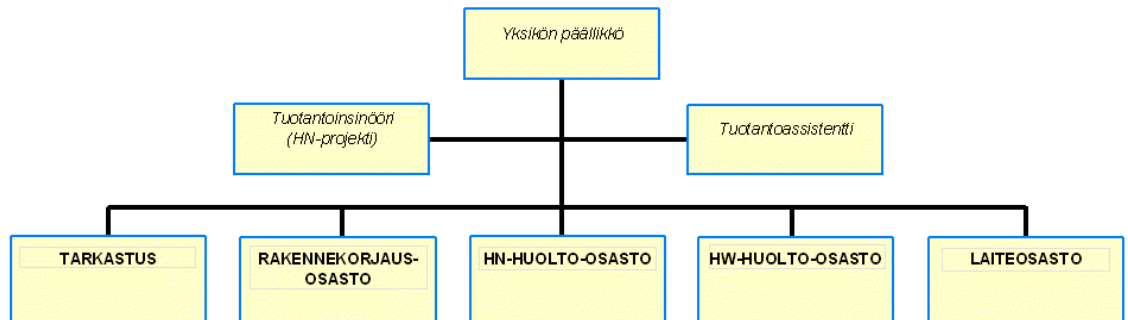 Yksikön päällikkö
Tuotantoinsinööri
(HN-projekti)
Tuotantoassistentti
TARKASTUS
RAKENNEKORJAUS-
OSASTO
HN-HUOLTO-OSASTO
HW-HUOLTO-OSASTO
LAITEOSASTO